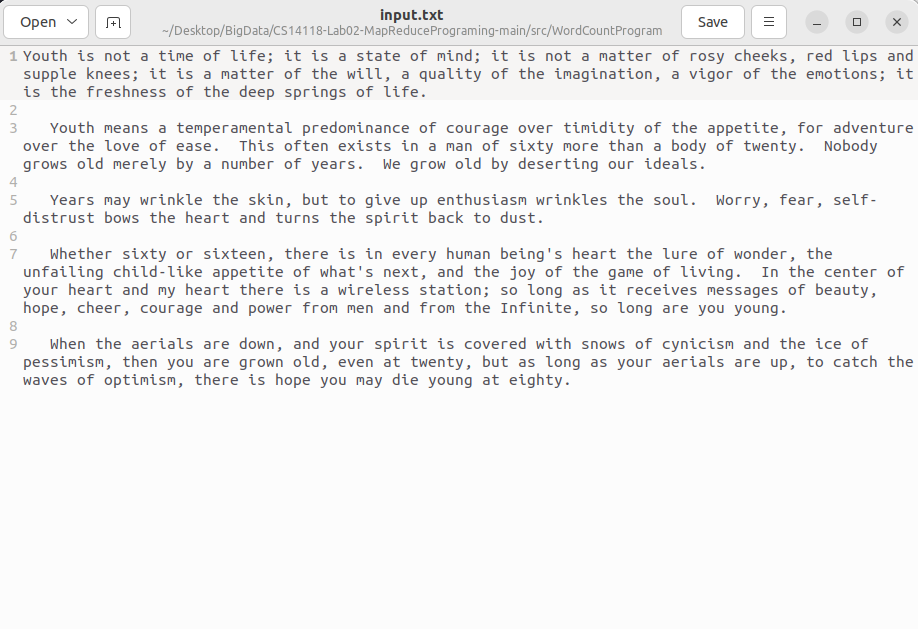 Open
input.txt
~/Desktop/BigData/CS14118-Lab02-MapReducePrograming-main/src/WordCountProgram
Save
1 Youth is not a time of life; it is a state of mind; it is not a matter of rosy cheeks, red lips and
supple knees; it is a matter of the will, a quality of the imagination, a vigor of the emotions; it
is the freshness of the deep springs of life.
2
3    Youth means a temperamental predominance of courage over timidity of the appetite, for adventure
over the love of ease.  This often exists in a man of sixty more than a body of twenty.  Nobody
grows old merely by a number of years.  We grow old by deserting our ideals.
4
5    Years may wrinkle the skin, but to give up enthusiasm wrinkles the soul.  Worry, fear, self-
distrust bows the heart and turns the spirit back to dust.
6
7    Whether sixty or sixteen, there is in every human being's heart the lure of wonder, the
unfailing child-like appetite of what's next, and the joy of the game of living.  In the center of
your heart and my heart there is a wireless station; so long as it receives messages of beauty,
hope, cheer, courage and power from men and from the Infinite, so long are you young.
8
9    When the aerials are down, and your spirit is covered with snows of cynicism and the ice of
pessimism, then you are grown old, even at twenty, but as long as your aerials are up, to catch the
waves of optimism, there is hope you may die young at eighty.